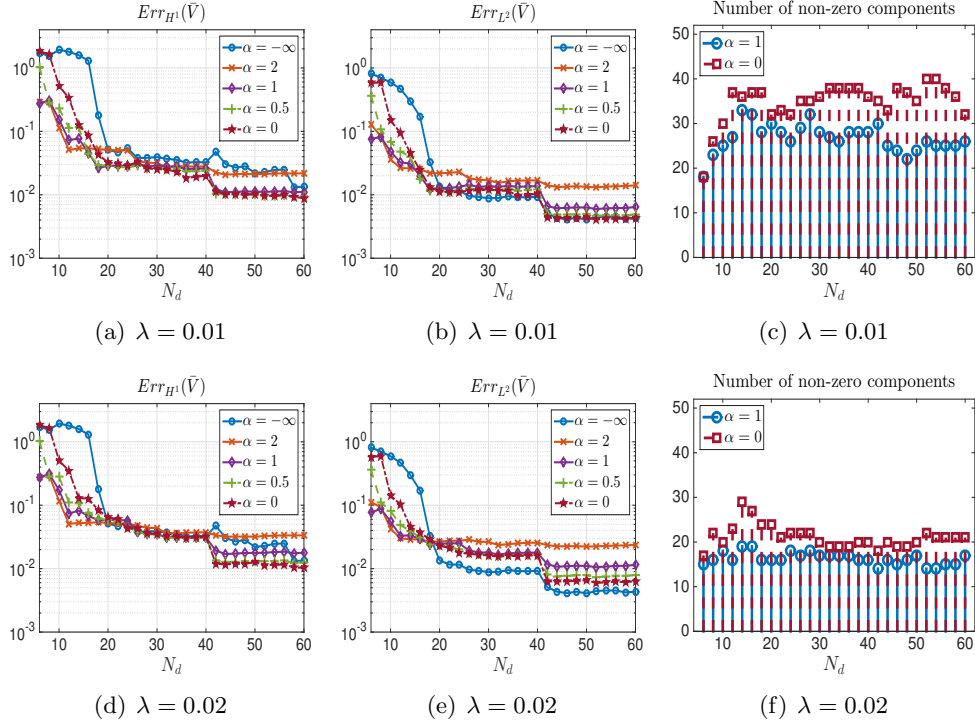 Err_{H^1}(V̄)
10^0
10^{-1}
10^{-2}
10^{-3}
α = −∞
α = 2
α = 1
α = 0.5
α = 0
10 20 30 40 50 60
N_d
(a) λ = 0.01
Err_{L^2}(V̄)
10^0
10^{-1}
10^{-2}
10^{-3}
α = −∞
α = 2
α = 1
α = 0.5
α = 0
10 20 30 40 50 60
N_d
(b) λ = 0.01
Number of non-zero components
50
40
30
20
10
0
α = 1
α = 0
10 20 30 40 50 60
N_d
(c) λ = 0.01
Err_{H^1}(V̄)
10^0
10^{-1}
10^{-2}
10^{-3}
α = −∞
α = 2
α = 1
α = 0.5
α = 0
10 20 30 40 50 60
N_d
(d) λ = 0.02
Err_{L^2}(V̄)
10^0
10^{-1}
10^{-2}
10^{-3}
α = −∞
α = 2
α = 1
α = 0.5
α = 0
10 20 30 40 50 60
N_d
(e) λ = 0.02
Number of non-zero components
50
40
30
20
10
0
α = 1
α = 0
10 20 30 40 50 60
N_d
(f) λ = 0.02